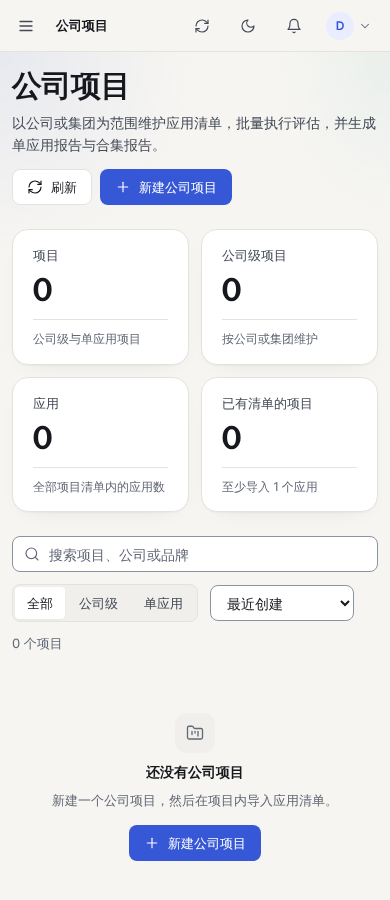 公司项目
D
公司项目
以公司或集团为范围维护应用清单，批量执行评估，并生成
单应用报告与合集报告。
刷新
新建公司项目
项目
0
公司级与单应用项目
公司级项目
0
按公司或集团维护
应用
0
全部项目清单内的应用数
已有清单的项目
0
至少导入 1 个应用
搜索项目、公司或品牌
全部
公司级
单应用
最近创建
0 个项目
还没有公司项目
新建一个公司项目，然后在项目内导入应用清单。
新建公司项目